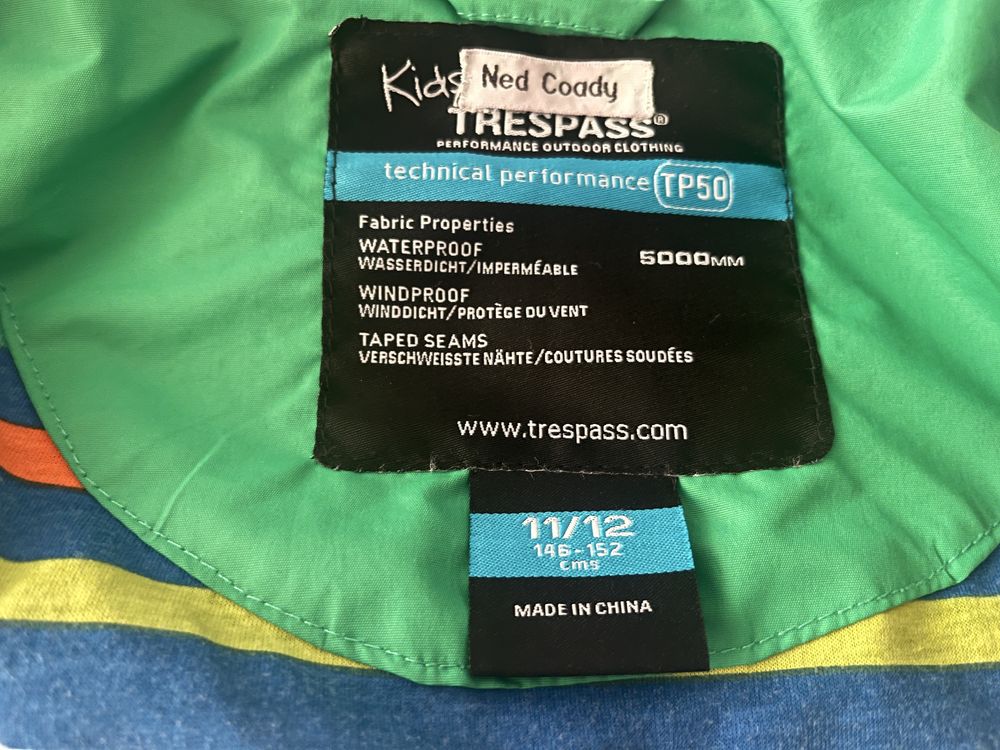 Kids
Ned Coady
TRESPASS®
PERFORMANCE OUTDOOR CLOTHING
technical performance TP50
Fabric Properties
WATERPROOF 5000MM
WASSERDICHT/IMPERMÉABLE
WINDPROOF
WINDDICHT/PROTÈGE DU VENT
TAPED SEAMS
VERSCHWEISSTE NÄHTE/COUTURES SOUDÉES
www.trespass.com
11/12
146-152
cms
MADE IN CHINA